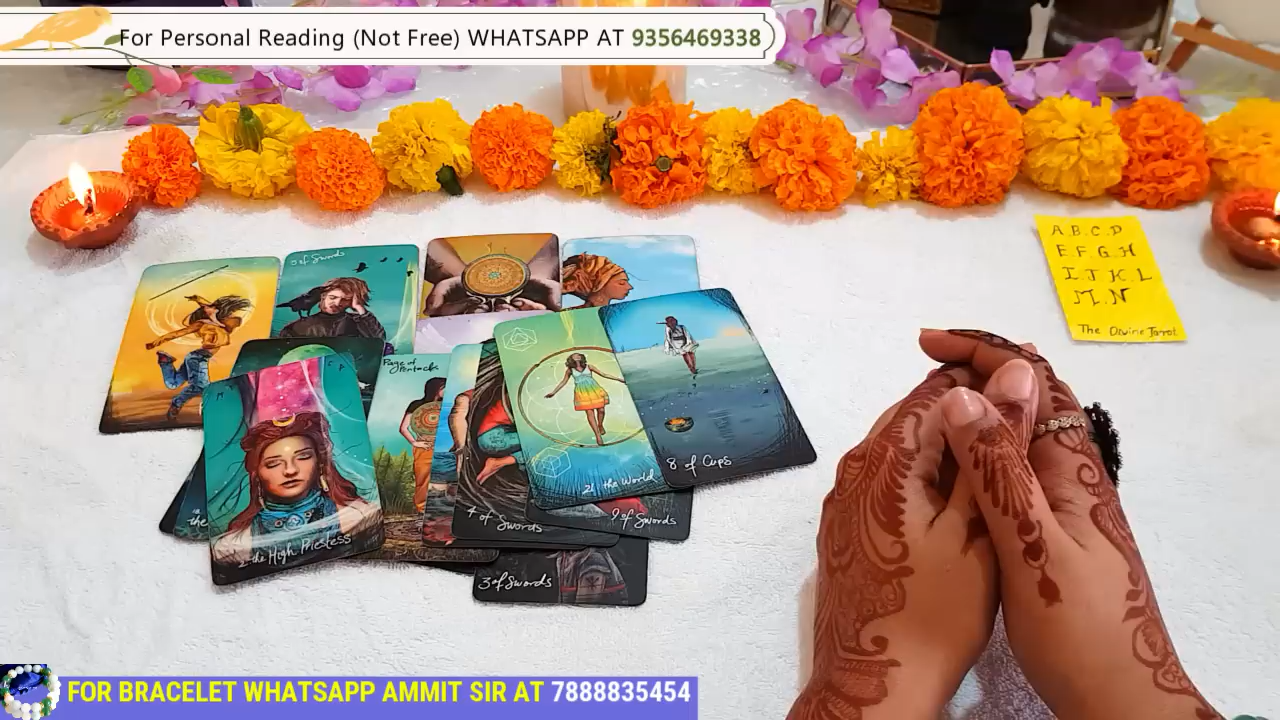 For Personal Reading (Not Free) WHATSAPP AT 9356469338
A.B.C.D
E.F.G.H
I.J.K.L
M.N
The Divine Tarot
of Swords
Page of
Pentacles
8 of Cups
21 the World
9 of Swords
4 of Swords
the
2 the High Priestess
3 of Swords
FOR BRACELET WHATSAPP AMMIT SIR AT 7888835454